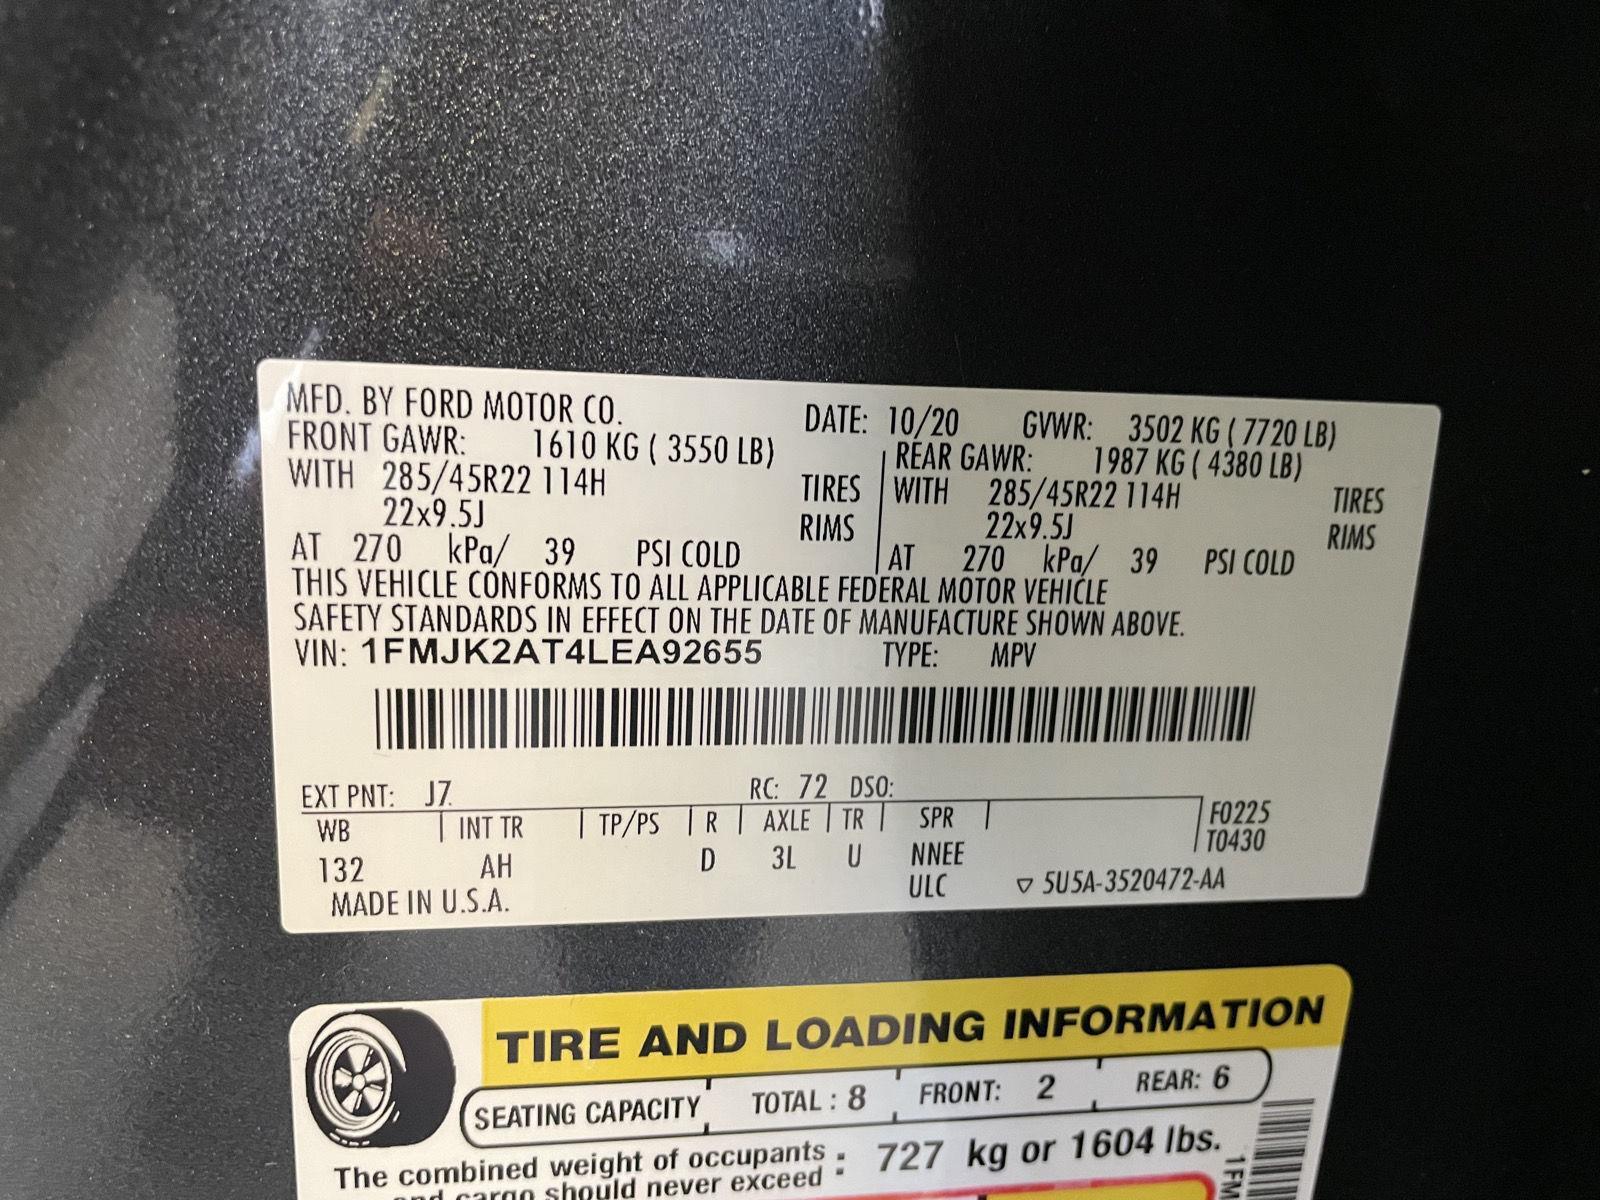 MFD. BY FORD MOTOR CO. DATE: 10/20 GVWR: 3502 KG ( 7720 LB)
FRONT GAWR: 1610 KG ( 3550 LB) REAR GAWR: 1987 KG ( 4380 LB)
WITH 285/45R22 114H TIRES WITH 285/45R22 114H TIRES
22x9.5J RIMS 22x9.5J RIMS
AT 270 kPa/ 39 PSI COLD AT 270 kPa/ 39 PSI COLD
THIS VEHICLE CONFORMS TO ALL APPLICABLE FEDERAL MOTOR VEHICLE
SAFETY STANDARDS IN EFFECT ON THE DATE OF MANUFACTURE SHOWN ABOVE.
VIN: 1FMJK2AT4LEA92655 TYPE: MPV
EXT PNT: J7 RC: 72 DSO:
WB INT TR TP/PS R AXLE TR SPR F0225
T0430
132 AH D 3L U NNEE
ULC
MADE IN U.S.A. ▽ 5U5A-3520472-AA
TIRE AND LOADING INFORMATION
SEATING CAPACITY TOTAL : 8 FRONT: 2 REAR: 6
The combined weight of occupants : 727 kg or 1604 lbs.
and cargo should never exceed
1FM